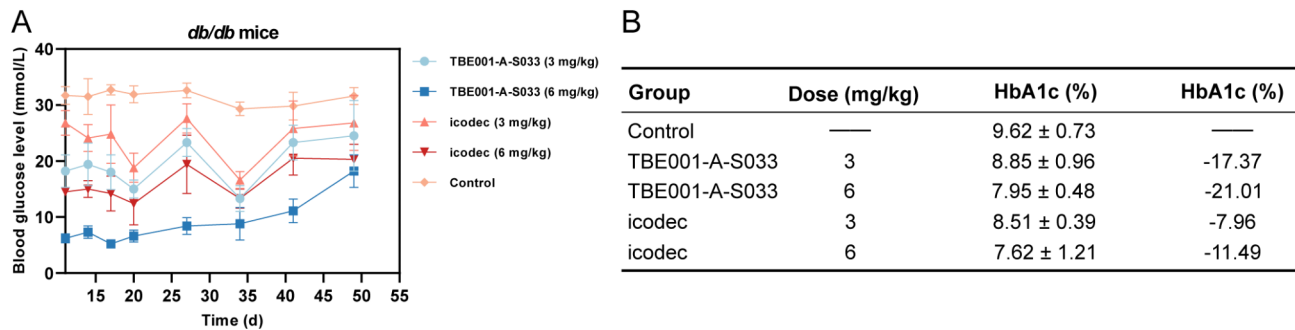 A
db/db mice
Blood glucose level (mmol/L)
40
30
20
10
0
15 20 25 30 35 40 45 50 55
Time (d)
TBE001-A-S033 (3 mg/kg)
TBE001-A-S033 (6 mg/kg)
icodec (3 mg/kg)
icodec (6 mg/kg)
Control
B
Group Dose (mg/kg) HbA1c (%) HbA1c (%)
Control —— 9.62 ± 0.73 ——
TBE001-A-S033 3 8.85 ± 0.96 -17.37
TBE001-A-S033 6 7.95 ± 0.48 -21.01
icodec 3 8.51 ± 0.39 -7.96
icodec 6 7.62 ± 1.21 -11.49